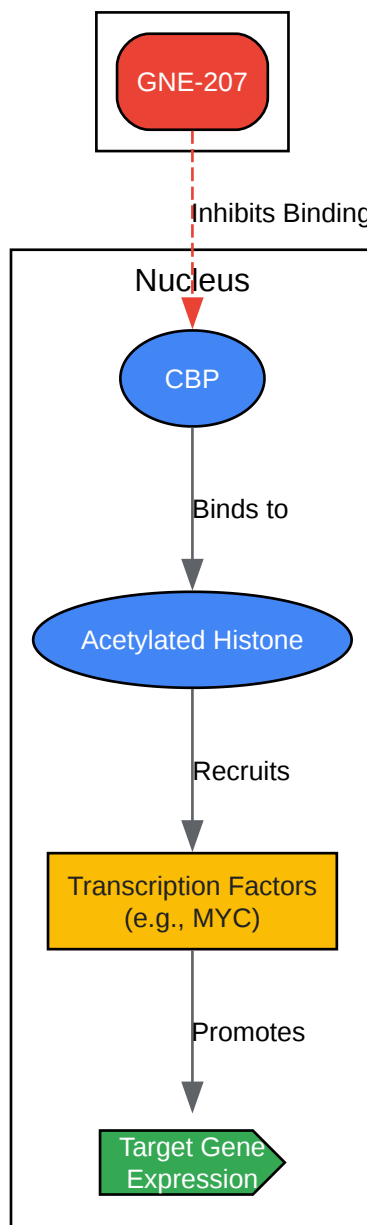 GNE-207
Inhibits Binding
Nucleus
CBP
Binds to
Acetylated Histone
Recruits
Transcription Factors
(e.g., MYC)
Promotes
Target Gene
Expression